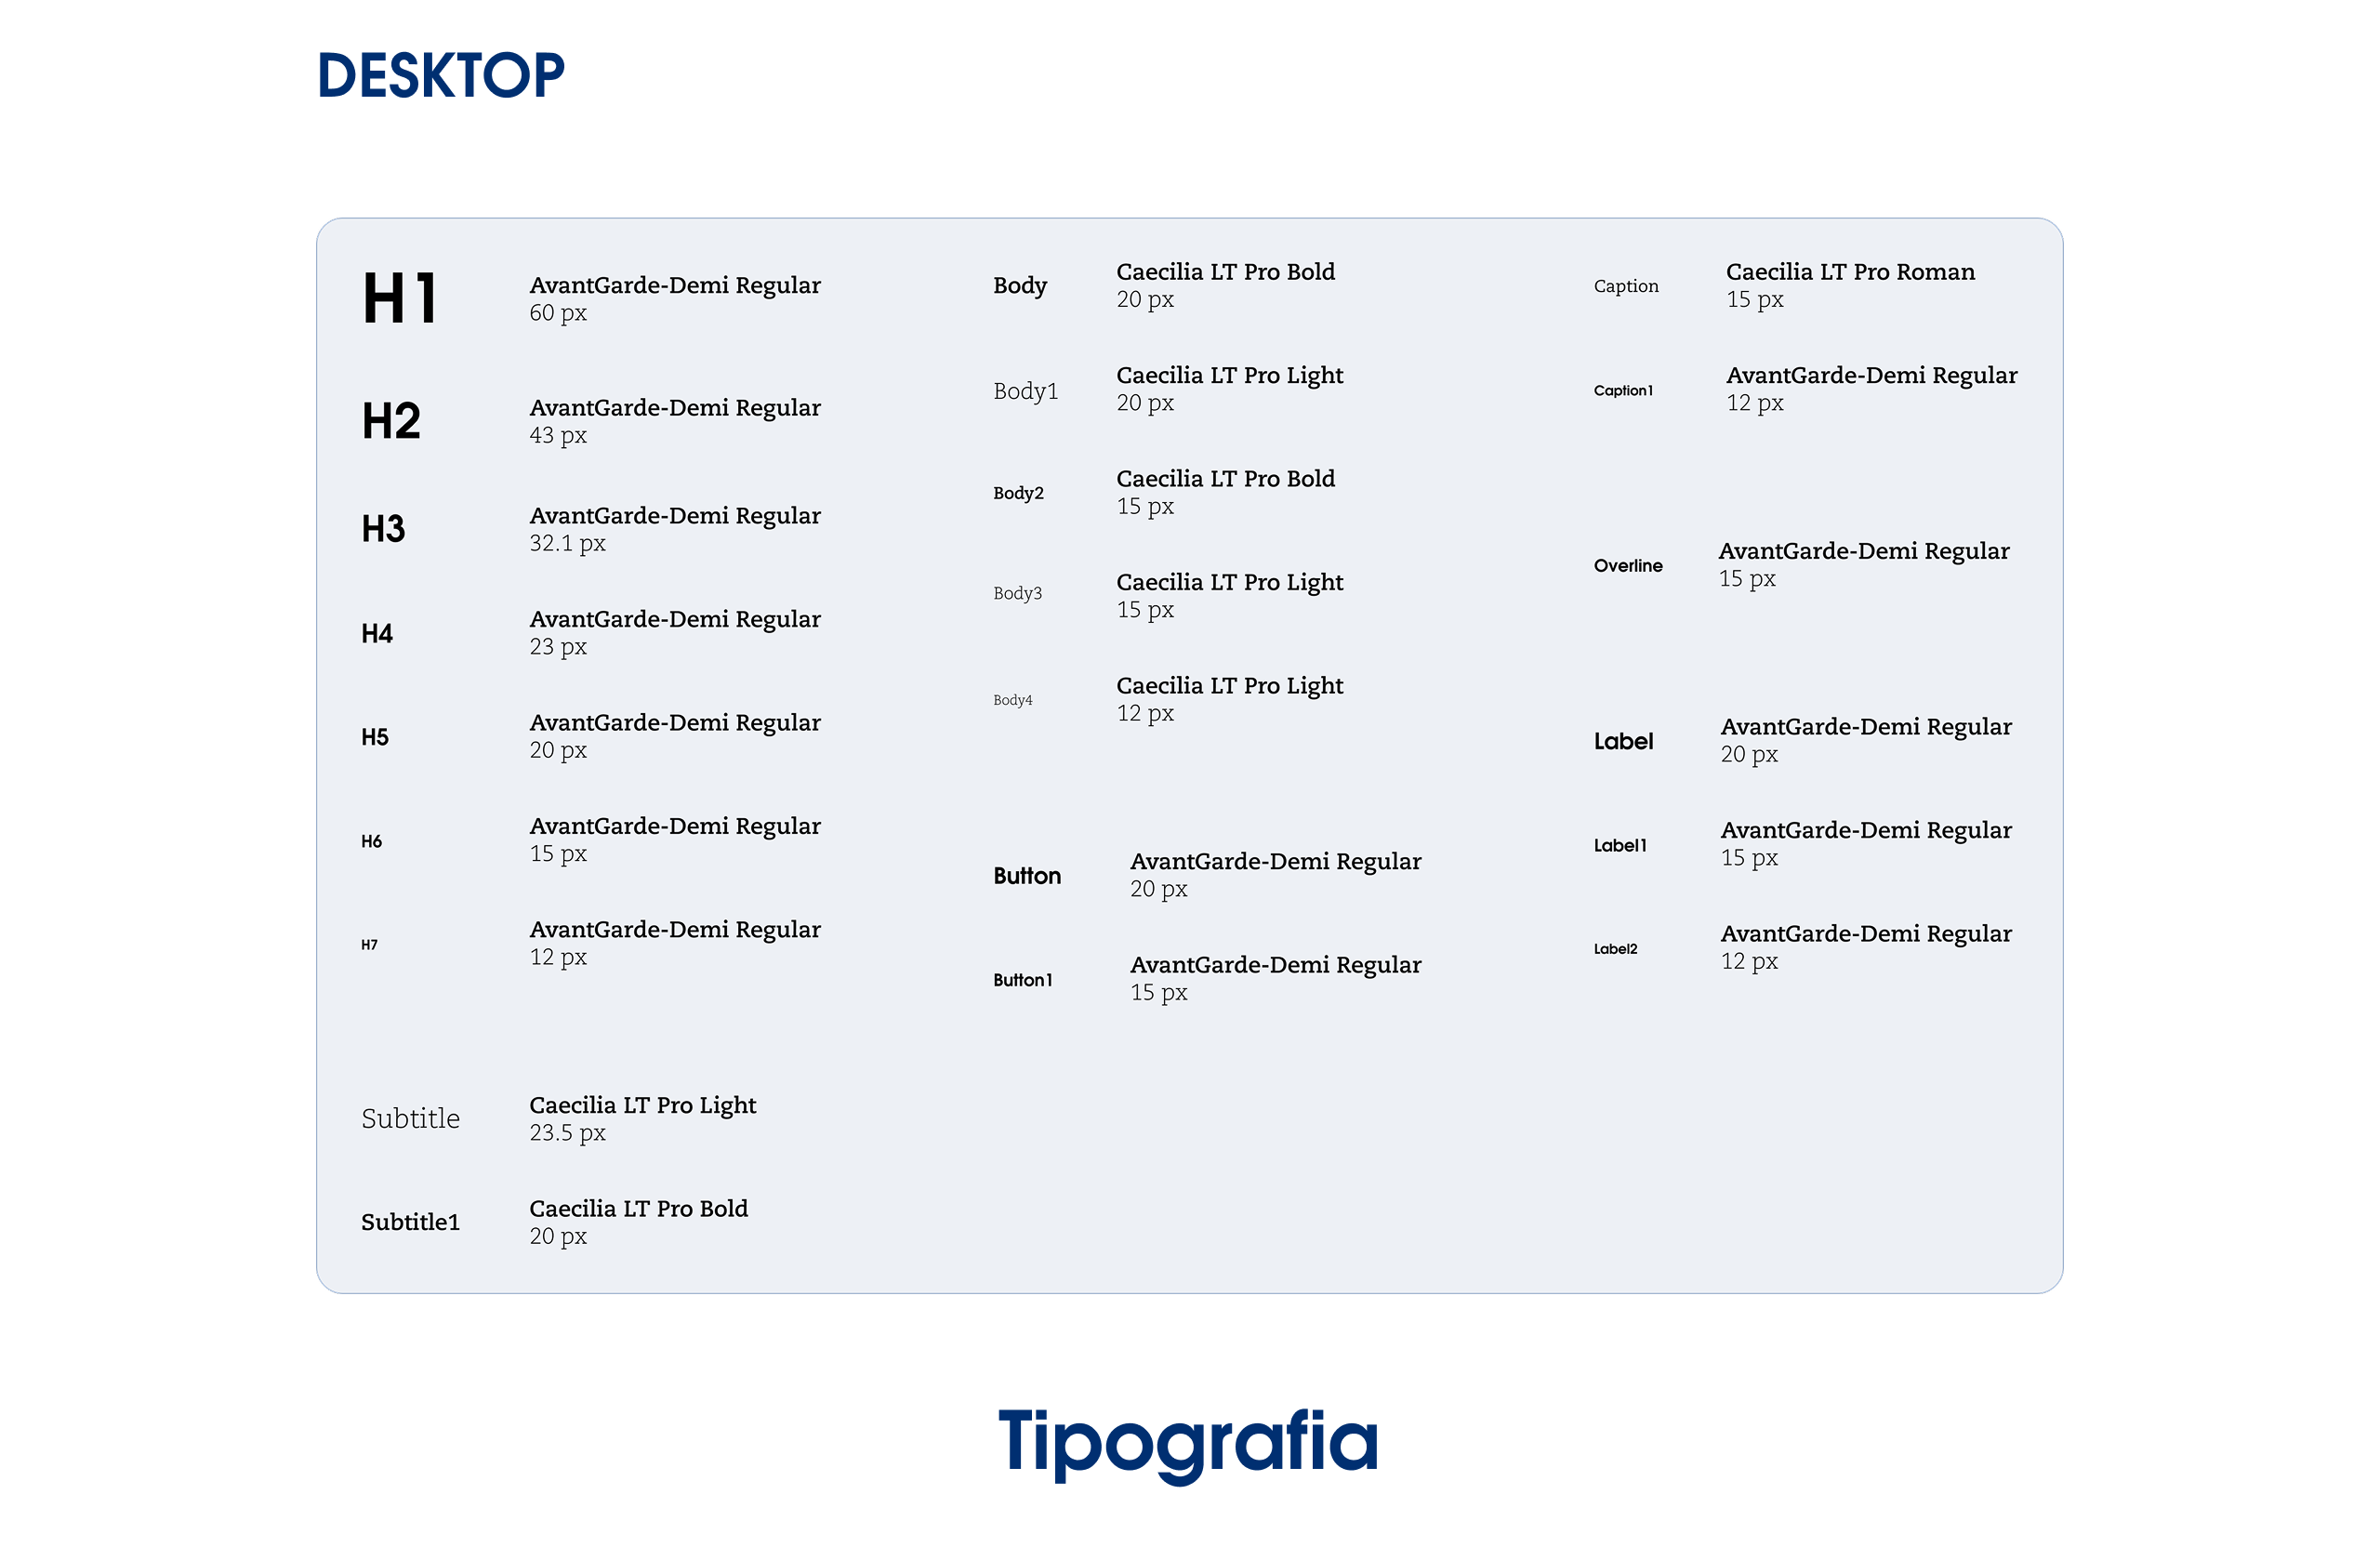 DESKTOP
H1
AvantGarde-Demi Regular
60 px
H2
AvantGarde-Demi Regular
43 px
H3
AvantGarde-Demi Regular
32.1 px
H4
AvantGarde-Demi Regular
23 px
H5
AvantGarde-Demi Regular
20 px
H6
AvantGarde-Demi Regular
15 px
H7
AvantGarde-Demi Regular
12 px
Subtitle
Caecilia LT Pro Light
23.5 px
Subtitle1
Caecilia LT Pro Bold
20 px
Body
Caecilia LT Pro Bold
20 px
Body1
Caecilia LT Pro Light
20 px
Body2
Caecilia LT Pro Bold
15 px
Body3
Caecilia LT Pro Light
15 px
Body4
Caecilia LT Pro Light
12 px
Button
AvantGarde-Demi Regular
20 px
Button1
AvantGarde-Demi Regular
15 px
Caption
Caecilia LT Pro Roman
15 px
Caption1
AvantGarde-Demi Regular
12 px
Overline
AvantGarde-Demi Regular
15 px
Label
AvantGarde-Demi Regular
20 px
Label1
AvantGarde-Demi Regular
15 px
Label2
AvantGarde-Demi Regular
12 px
Tipografia